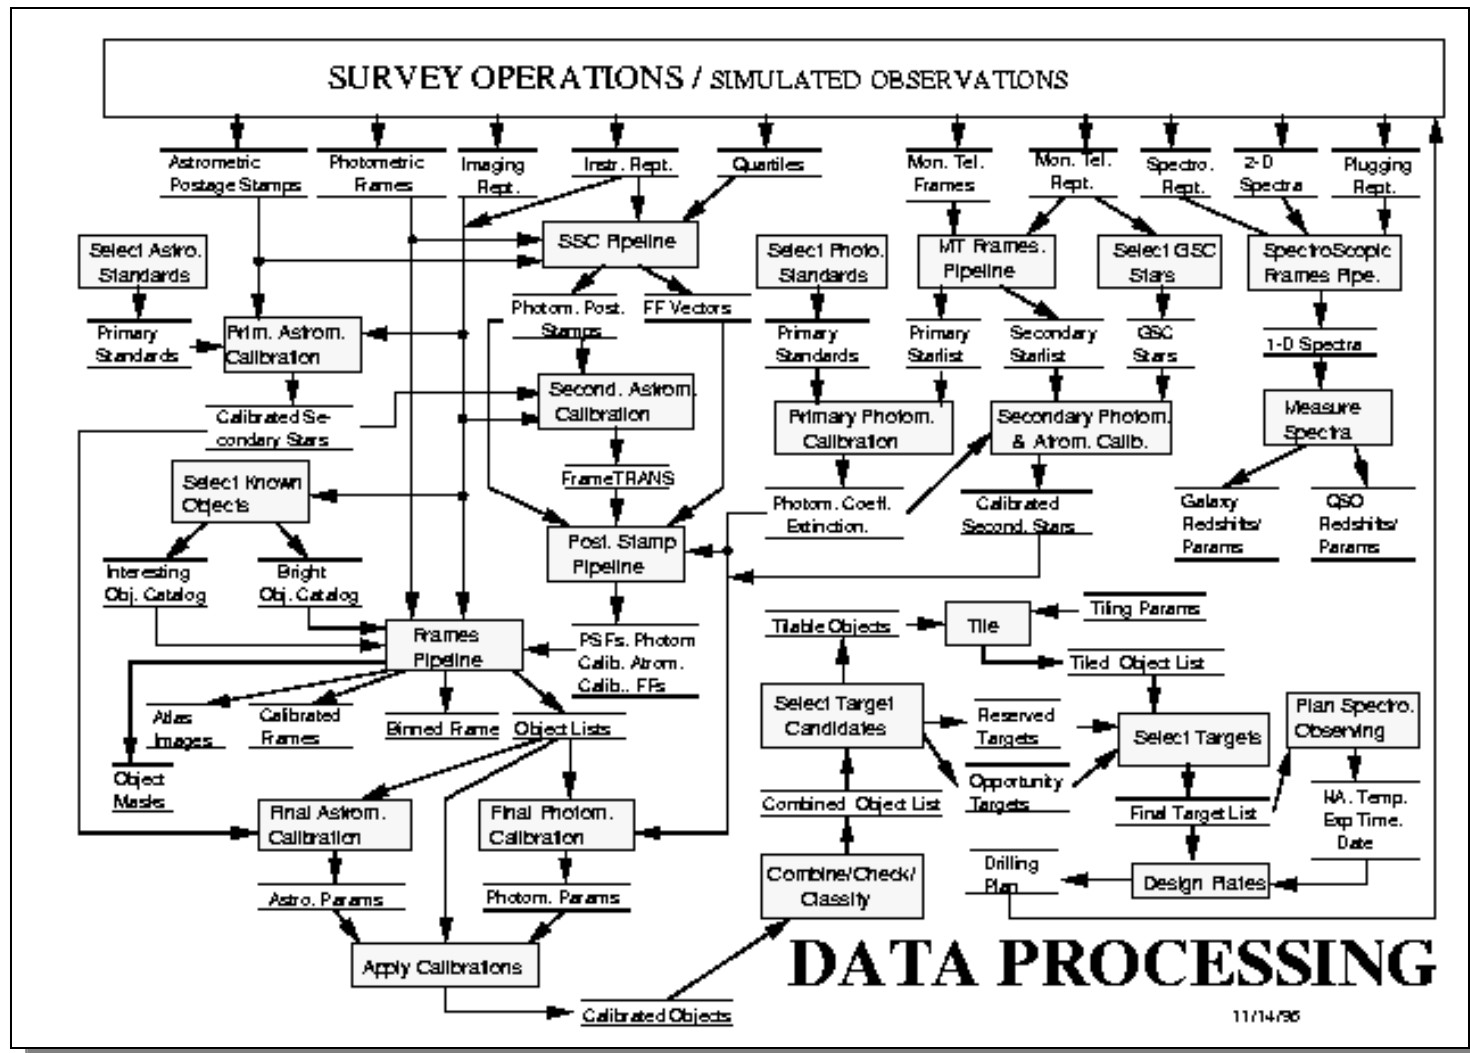 SURVEY OPERATIONS / SIMULATED OBSERVATIONS
Astrometric
Postage Stamps
Photometric
Frames
Imaging
Rept.
Instr. Rept.
Quartiles
Mon. Tel.
Frames
Mon. Tel.
Rept.
Spectro.
Rept.
2-D
Spectra
Plugging
Rept.
Select Astro.
Standards
SSC Pipeline
Select Photo.
Standards
MT Frames.
Pipeline
Select GSC
Stars
SpectroScopic
Frames Pipe.
Photom. Post.
Stamps
FF Vectors
Primary
Standards
Prim. Astrom.
Calibration
Primary
Standards
Primary
Starlist
Secondary
Starlist
GSC
Stars
1-D Spectra
Second. Astrom.
Calibration
Calibrated Se-
condary Stars
Primary Photom.
Calibration
Secondary Photom.
& Atrom. Calib.
Measure
Spectra
FrameTRANS
Select Known
Objects
Photom. Coeff.
Extinction.
Calibrated
Second. Stars
Galaxy
Redshifts/
Params
QSO
Redshifts/
Params
Post. Stamp
Pipeline
Interesting
Obj. Catalog
Bright
Obj. Catalog
Frames
Pipeline
PSFs. Photom
Calib. Atrom.
Calib.. FFs
Tilable Objects
Tile
Tiling Params
Tiled Object List
Atlas
Images
Calibrated
Frames
Binned Frame
Object Lists
Select Target
Candidates
Reserved
Targets
Select Targets
Plan Spectro.
Observing
Object
Masks
Opportunity
Targets
Final Astrom.
Calibration
Final Photom.
Calibration
Combined Object List
Final Target List
HA. Temp.
Exp Time.
Date
Combine/Check/
Classify
Drilling
Plan
Design Plates
Astro. Params
Photom. Params
Apply Calibrations
Calibrated Objects
DATA PROCESSING
11/14/96